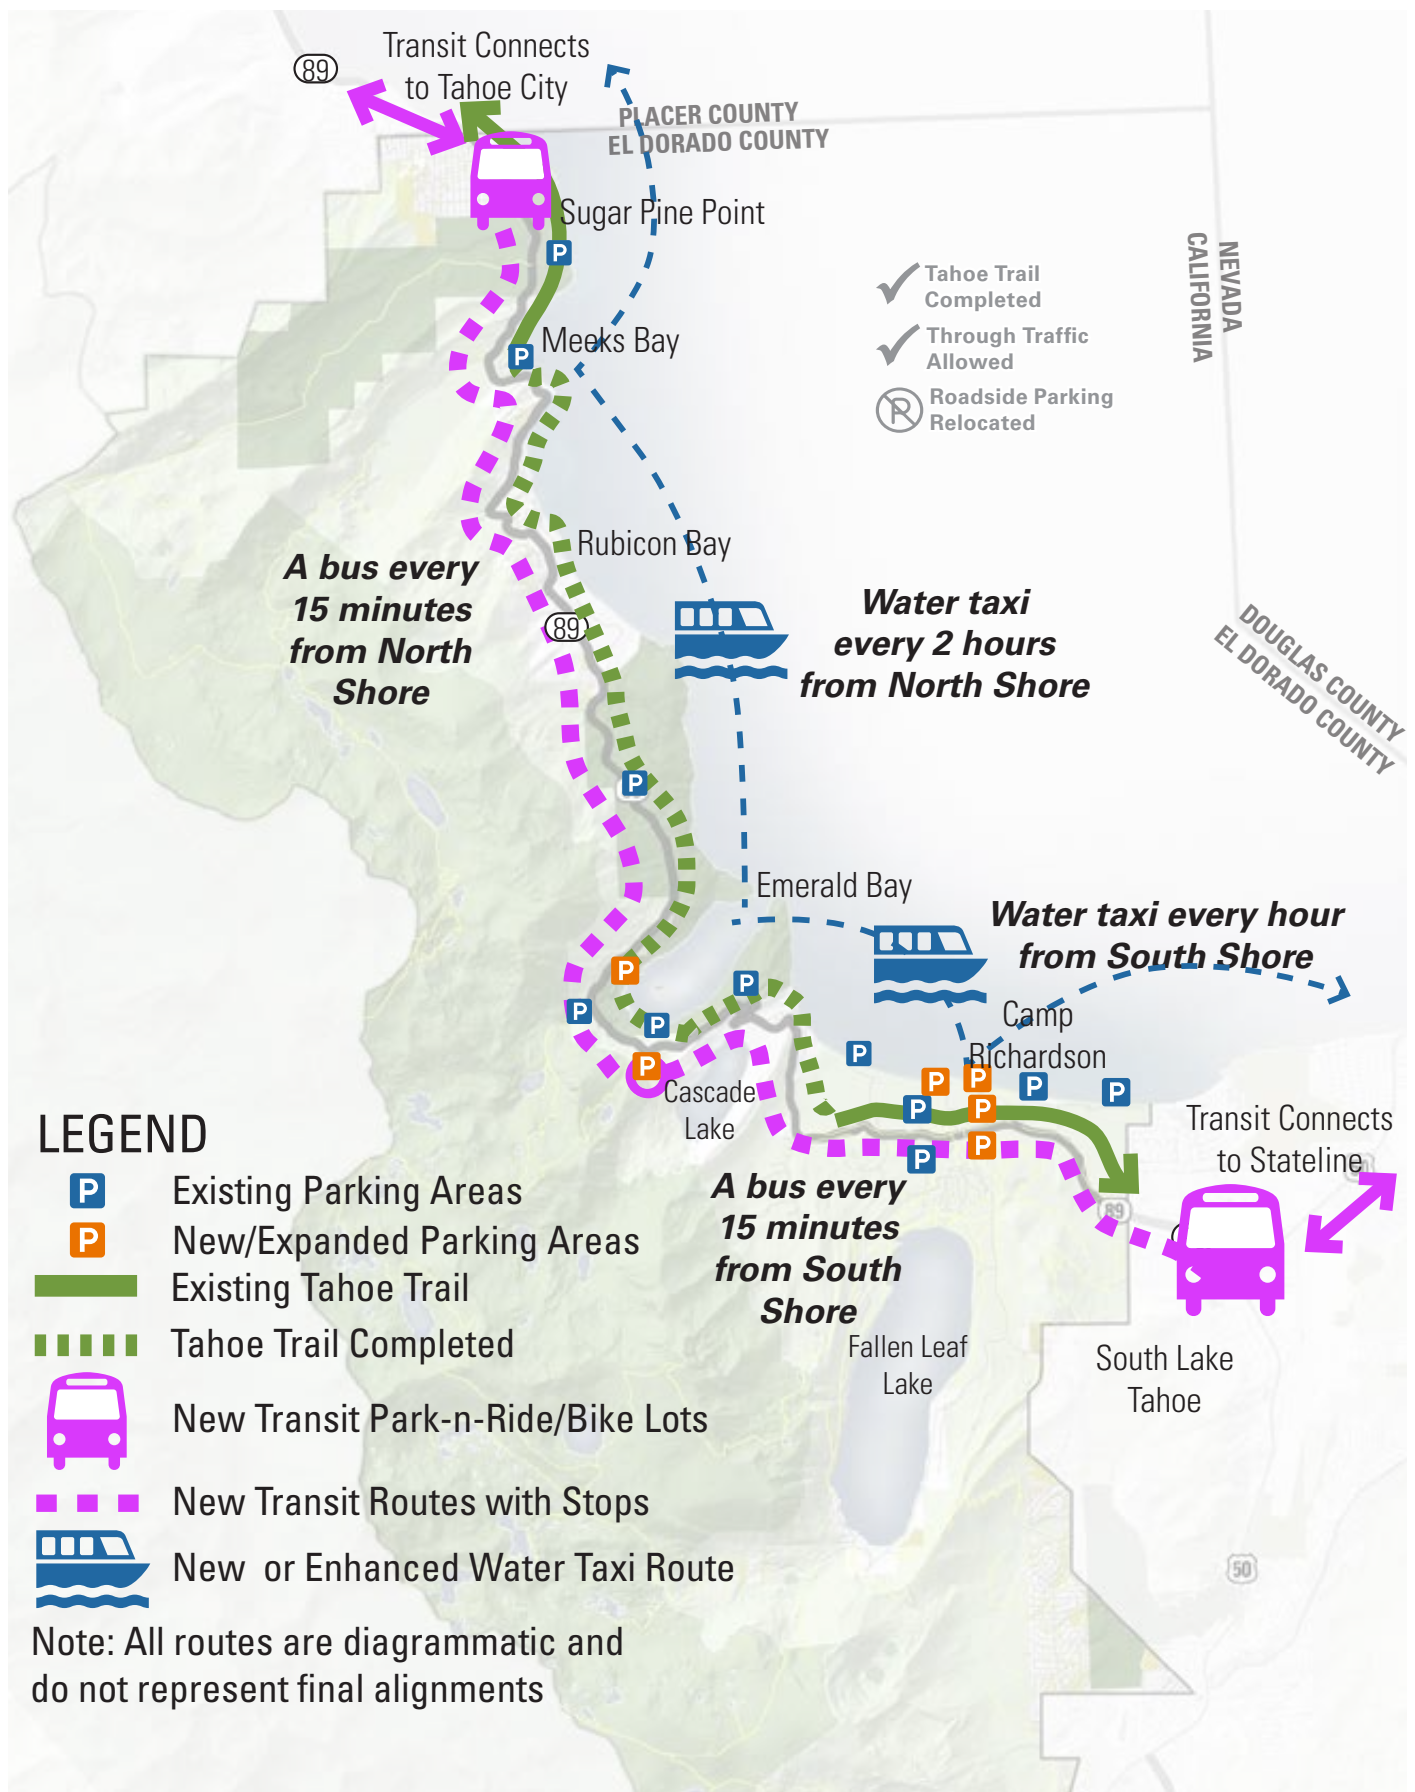 Transit Connects
to Tahoe City
89
PLACER COUNTY
EL DORADO COUNTY
Sugar Pine Point
P
NEVADA
CALIFORNIA
Tahoe Trail
Completed
Through Traffic
Allowed
P
Roadside Parking
Relocated
Meeks Bay
P
Rubicon Bay
A bus every
15 minutes
from North
Shore
89
Water taxi
every 2 hours
from North Shore
DOUGLAS COUNTY
EL DORADO COUNTY
P
Emerald Bay
Water taxi every hour
from South Shore
P
P
P
P
Camp
Richardson
P
P
P
P
P
P
Cascade
Lake
P
P
P
P
Transit Connects
to Stateline
A bus every
15 minutes
from South
Shore
89
Fallen Leaf
Lake
South Lake
Tahoe
50
LEGEND
P Existing Parking Areas
P New/Expanded Parking Areas
Existing Tahoe Trail
Tahoe Trail Completed
New Transit Park-n-Ride/Bike Lots
New Transit Routes with Stops
New or Enhanced Water Taxi Route
Note: All routes are diagrammatic and
do not represent final alignments